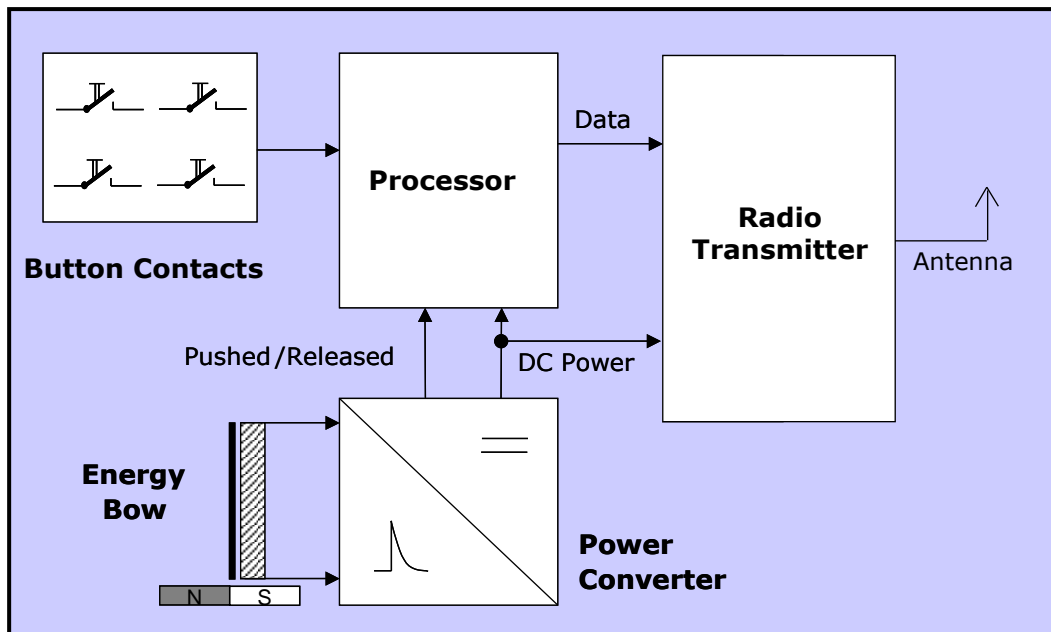 Button Contacts
Processor
Data
Radio
Transmitter
Antenna
Pushed/Released
DC Power
Energy
Bow
N S
Power
Converter